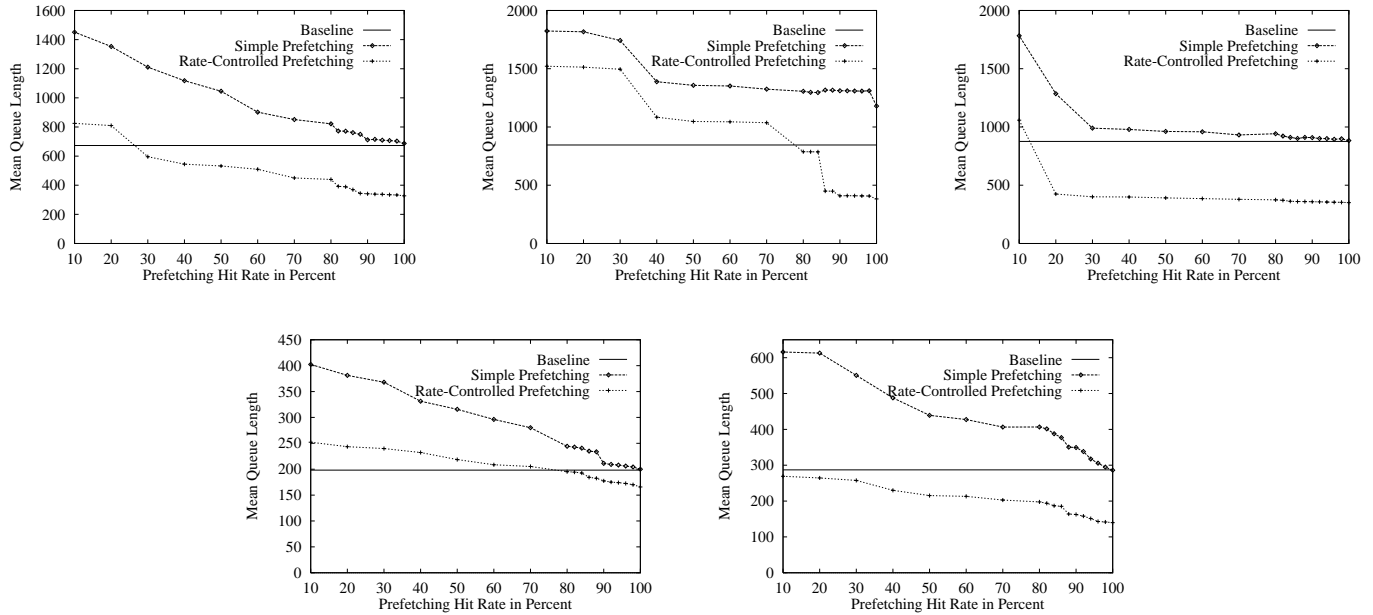 1600
1400
1200
1000
800
600
400
200
0
Mean Queue Length
Baseline
Simple Prefetching
Rate-Controlled Prefetching
10 20 30 40 50 60 70 80 90 100
Prefetching Hit Rate in Percent
2000
1500
1000
500
0
Mean Queue Length
Baseline
Simple Prefetching
Rate-Controlled Prefetching
10 20 30 40 50 60 70 80 90 100
Prefetching Hit Rate in Percent
2000
1500
1000
500
0
Mean Queue Length
Baseline
Simple Prefetching
Rate-Controlled Prefetching
10 20 30 40 50 60 70 80 90 100
Prefetching Hit Rate in Percent
450
400
350
300
250
200
150
100
50
0
Mean Queue Length
Baseline
Simple Prefetching
Rate-Controlled Prefetching
10 20 30 40 50 60 70 80 90 100
Prefetching Hit Rate in Percent
600
500
400
300
200
100
0
Mean Queue Length
Baseline
Simple Prefetching
Rate-Controlled Prefetching
10 20 30 40 50 60 70 80 90 100
Prefetching Hit Rate in Percent